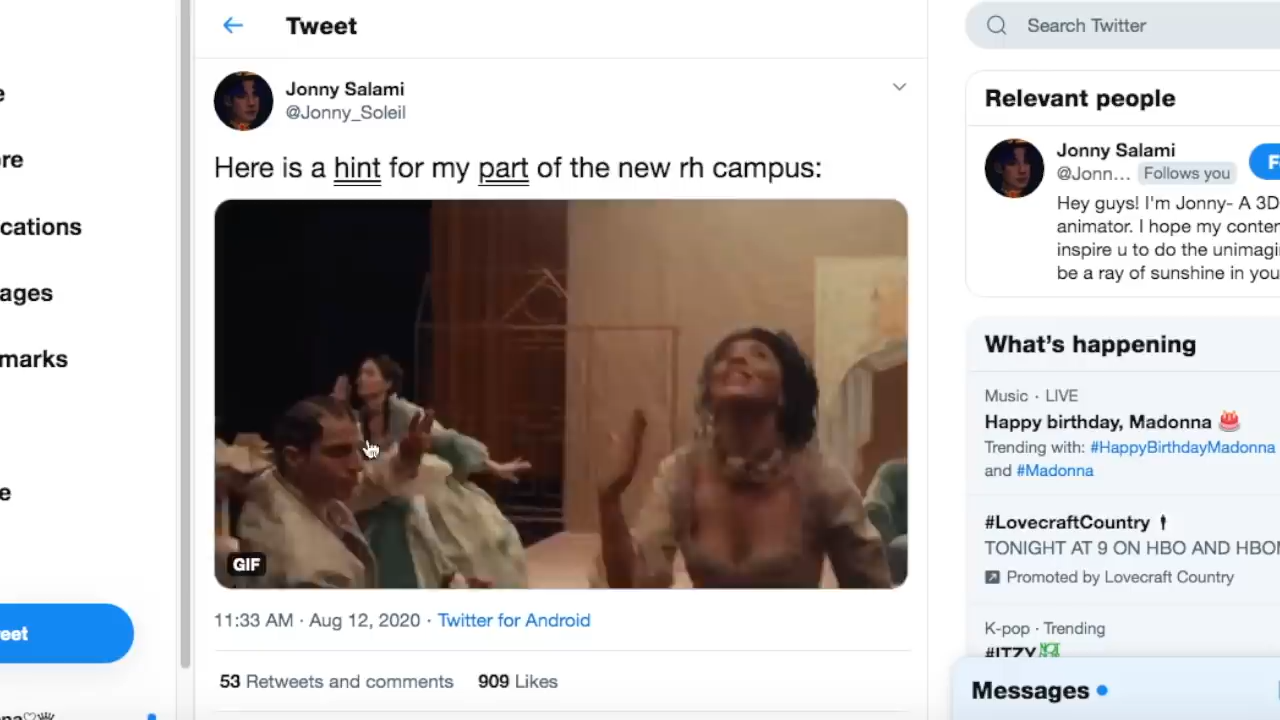 e
re
cations
ages
marks
e
eet
Tweet
Jonny Salami
@Jonny_Soleil
Here is a hint for my part of the new rh campus:
GIF
11:33 AM · Aug 12, 2020 · Twitter for Android
53 Retweets and comments 909 Likes
Search Twitter
Relevant people
Jonny Salami
@Jonn... Follows you
F
Hey guys! I'm Jonny- A 3D
animator. I hope my conten
inspire u to do the unimagi
be a ray of sunshine in you
What's happening
Music · LIVE
Happy birthday, Madonna 🎂
Trending with: #HappyBirthdayMadonna
and #Madonna
#LovecraftCountry
TONIGHT AT 9 ON HBO AND HBO
Promoted by Lovecraft Country
K-pop · Trending
#ITZY
Messages